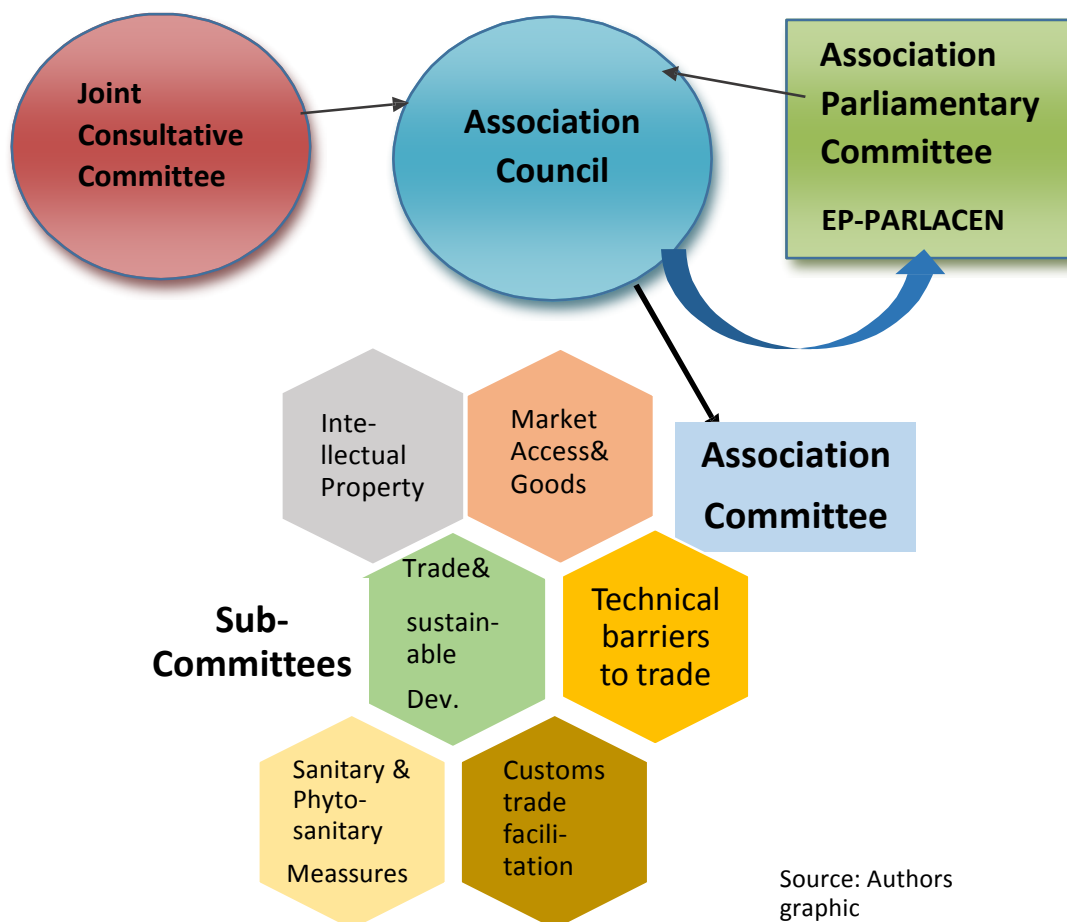 Joint
Consultative
Committee
Association
Council
Association
Parliamentary
Committee
EP-PARLACEN
Inte-
llectual
Property
Market
Access&
Goods
Association
Committee
Sub-
Committees
Trade&
sustain-
able
Dev.
Technical
barriers
to trade
Sanitary &
Phyto-
sanitary
Meassures
Customs
trade
facili-
tation
Source: Authors
graphic